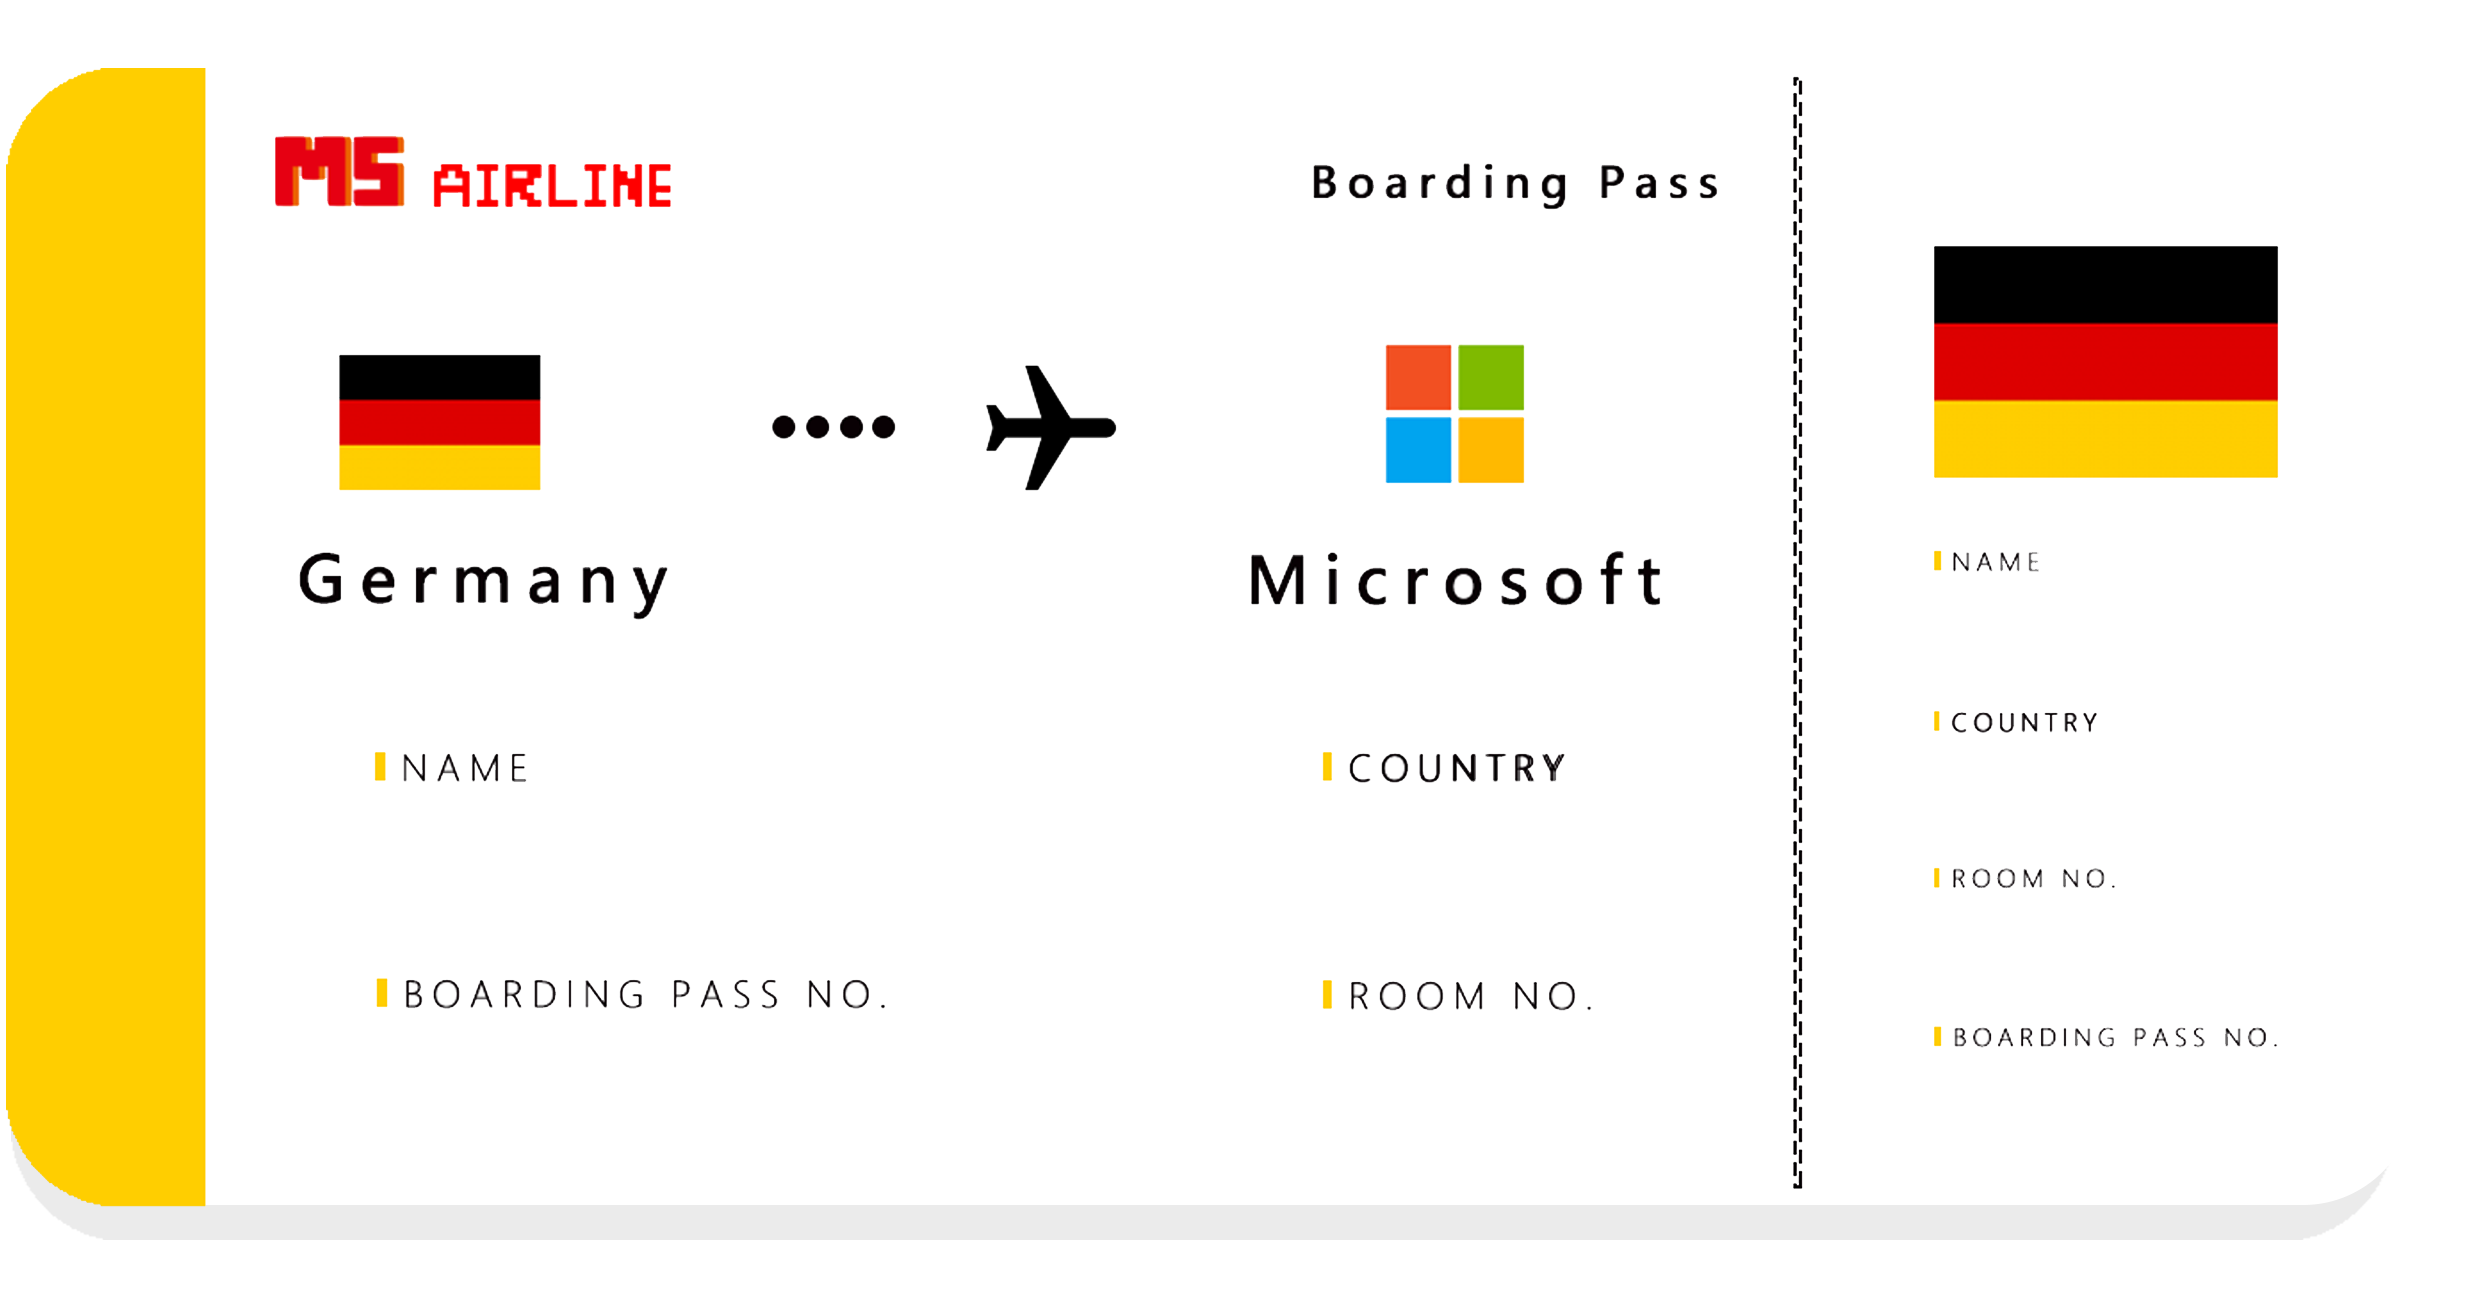 MS AIRLINE
Boarding Pass
Germany
Microsoft
NAME
COUNTRY
BOARDING PASS NO.
ROOM NO.
NAME
COUNTRY
ROOM NO.
BOARDING PASS NO.